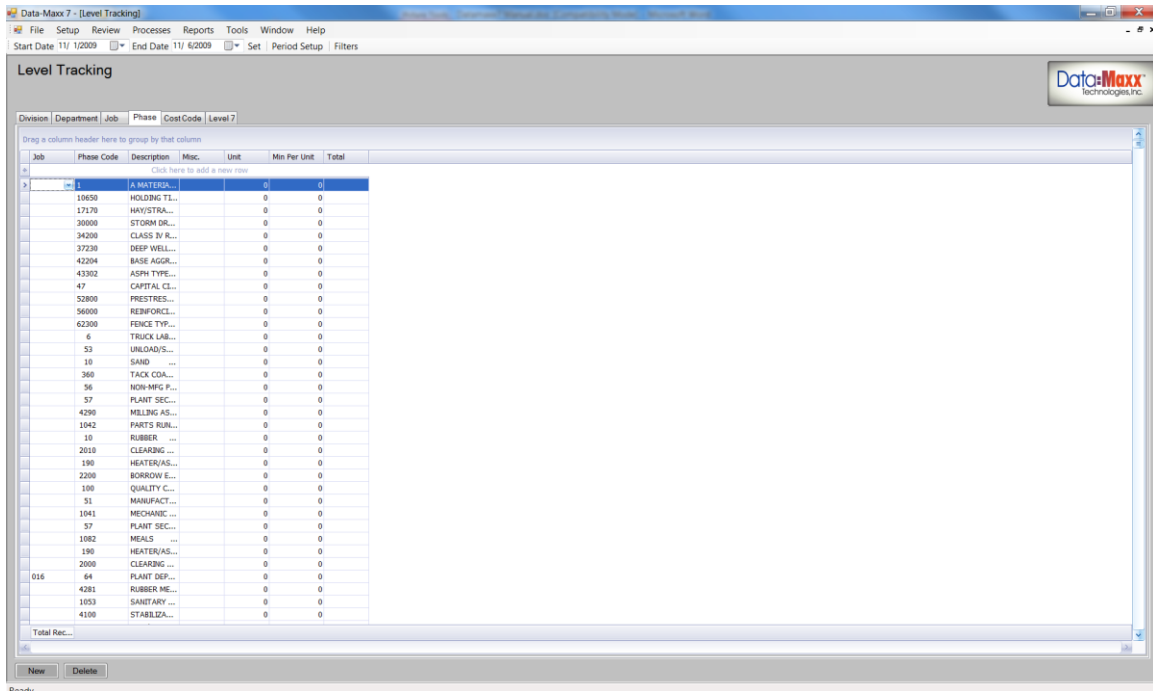 Data-Maxx 7 - [Level Tracking]
File Setup Review Processes Reports Tools Window Help
Start Date 11/ 1/2009 End Date 11/ 6/2009 Set Period Setup Filters
Level Tracking
Data:Maxx
Technologies,Inc.
Division Department Job Phase CostCode Level 7
Drag a column header here to group by that column
Job Phase Code Description Misc. Unit Min Per Unit Total
Click here to add a new row
1 A MATERIA... 0 0
10650 HOLDING TI... 0 0
17170 HAY/STRA... 0 0
30000 STORM DR... 0 0
34200 CLASS IV R... 0 0
37230 DEEP WELL... 0 0
42204 BASE AGGR... 0 0
43302 ASPH TYPE... 0 0
47 CAPITAL CI... 0 0
52800 PRESTRES... 0 0
56000 REINFORCI... 0 0
62300 FENCE TYP... 0 0
6 TRUCK LAB... 0 0
53 UNLOAD/S... 0 0
10 SAND ... 0 0
360 TACK COA... 0 0
56 NON-MFG P... 0 0
57 PLANT SEC... 0 0
4290 MILLING AS... 0 0
1042 PARTS RUN... 0 0
10 RUBBER ... 0 0
2010 CLEARING ... 0 0
190 HEATER/AS... 0 0
2200 BORROW E... 0 0
100 QUALITY C... 0 0
51 MANUFACT... 0 0
1041 MECHANIC ... 0 0
57 PLANT SEC... 0 0
1082 MEALS ... 0 0
190 HEATER/AS... 0 0
2000 CLEARING ... 0 0
016 64 PLANT DEP... 0 0
4281 RUBBER ME... 0 0
1053 SANITARY ... 0 0
4100 STABILIZA... 0 0
Total Rec...
New Delete
Ready